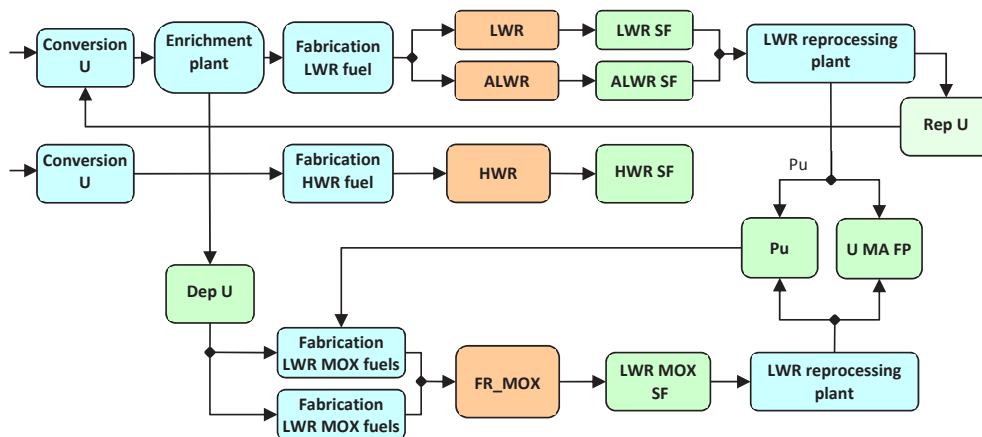 Conversion
U
Enrichment
plant
Fabrication
LWR fuel
LWR
LWR SF
ALWR
ALWR SF
LWR reprocessing
plant
Rep U
Conversion
U
Fabrication
HWR fuel
HWR
HWR SF
Pu
Pu
U MA FP
Dep U
Fabrication
LWR MOX fuels
Fabrication
LWR MOX fuels
FR_MOX
LWR MOX
SF
LWR reprocessing
plant